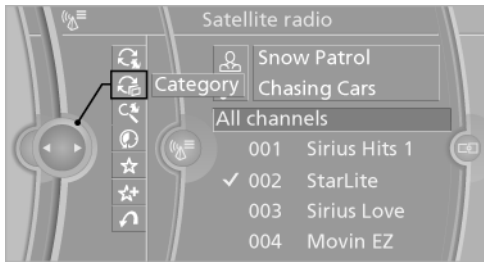 Satellite radio
Snow Patrol
Category
Chasing Cars
All channels
001 Sirius Hits 1
002 StarLite
003 Sirius Love
004 Movin EZ